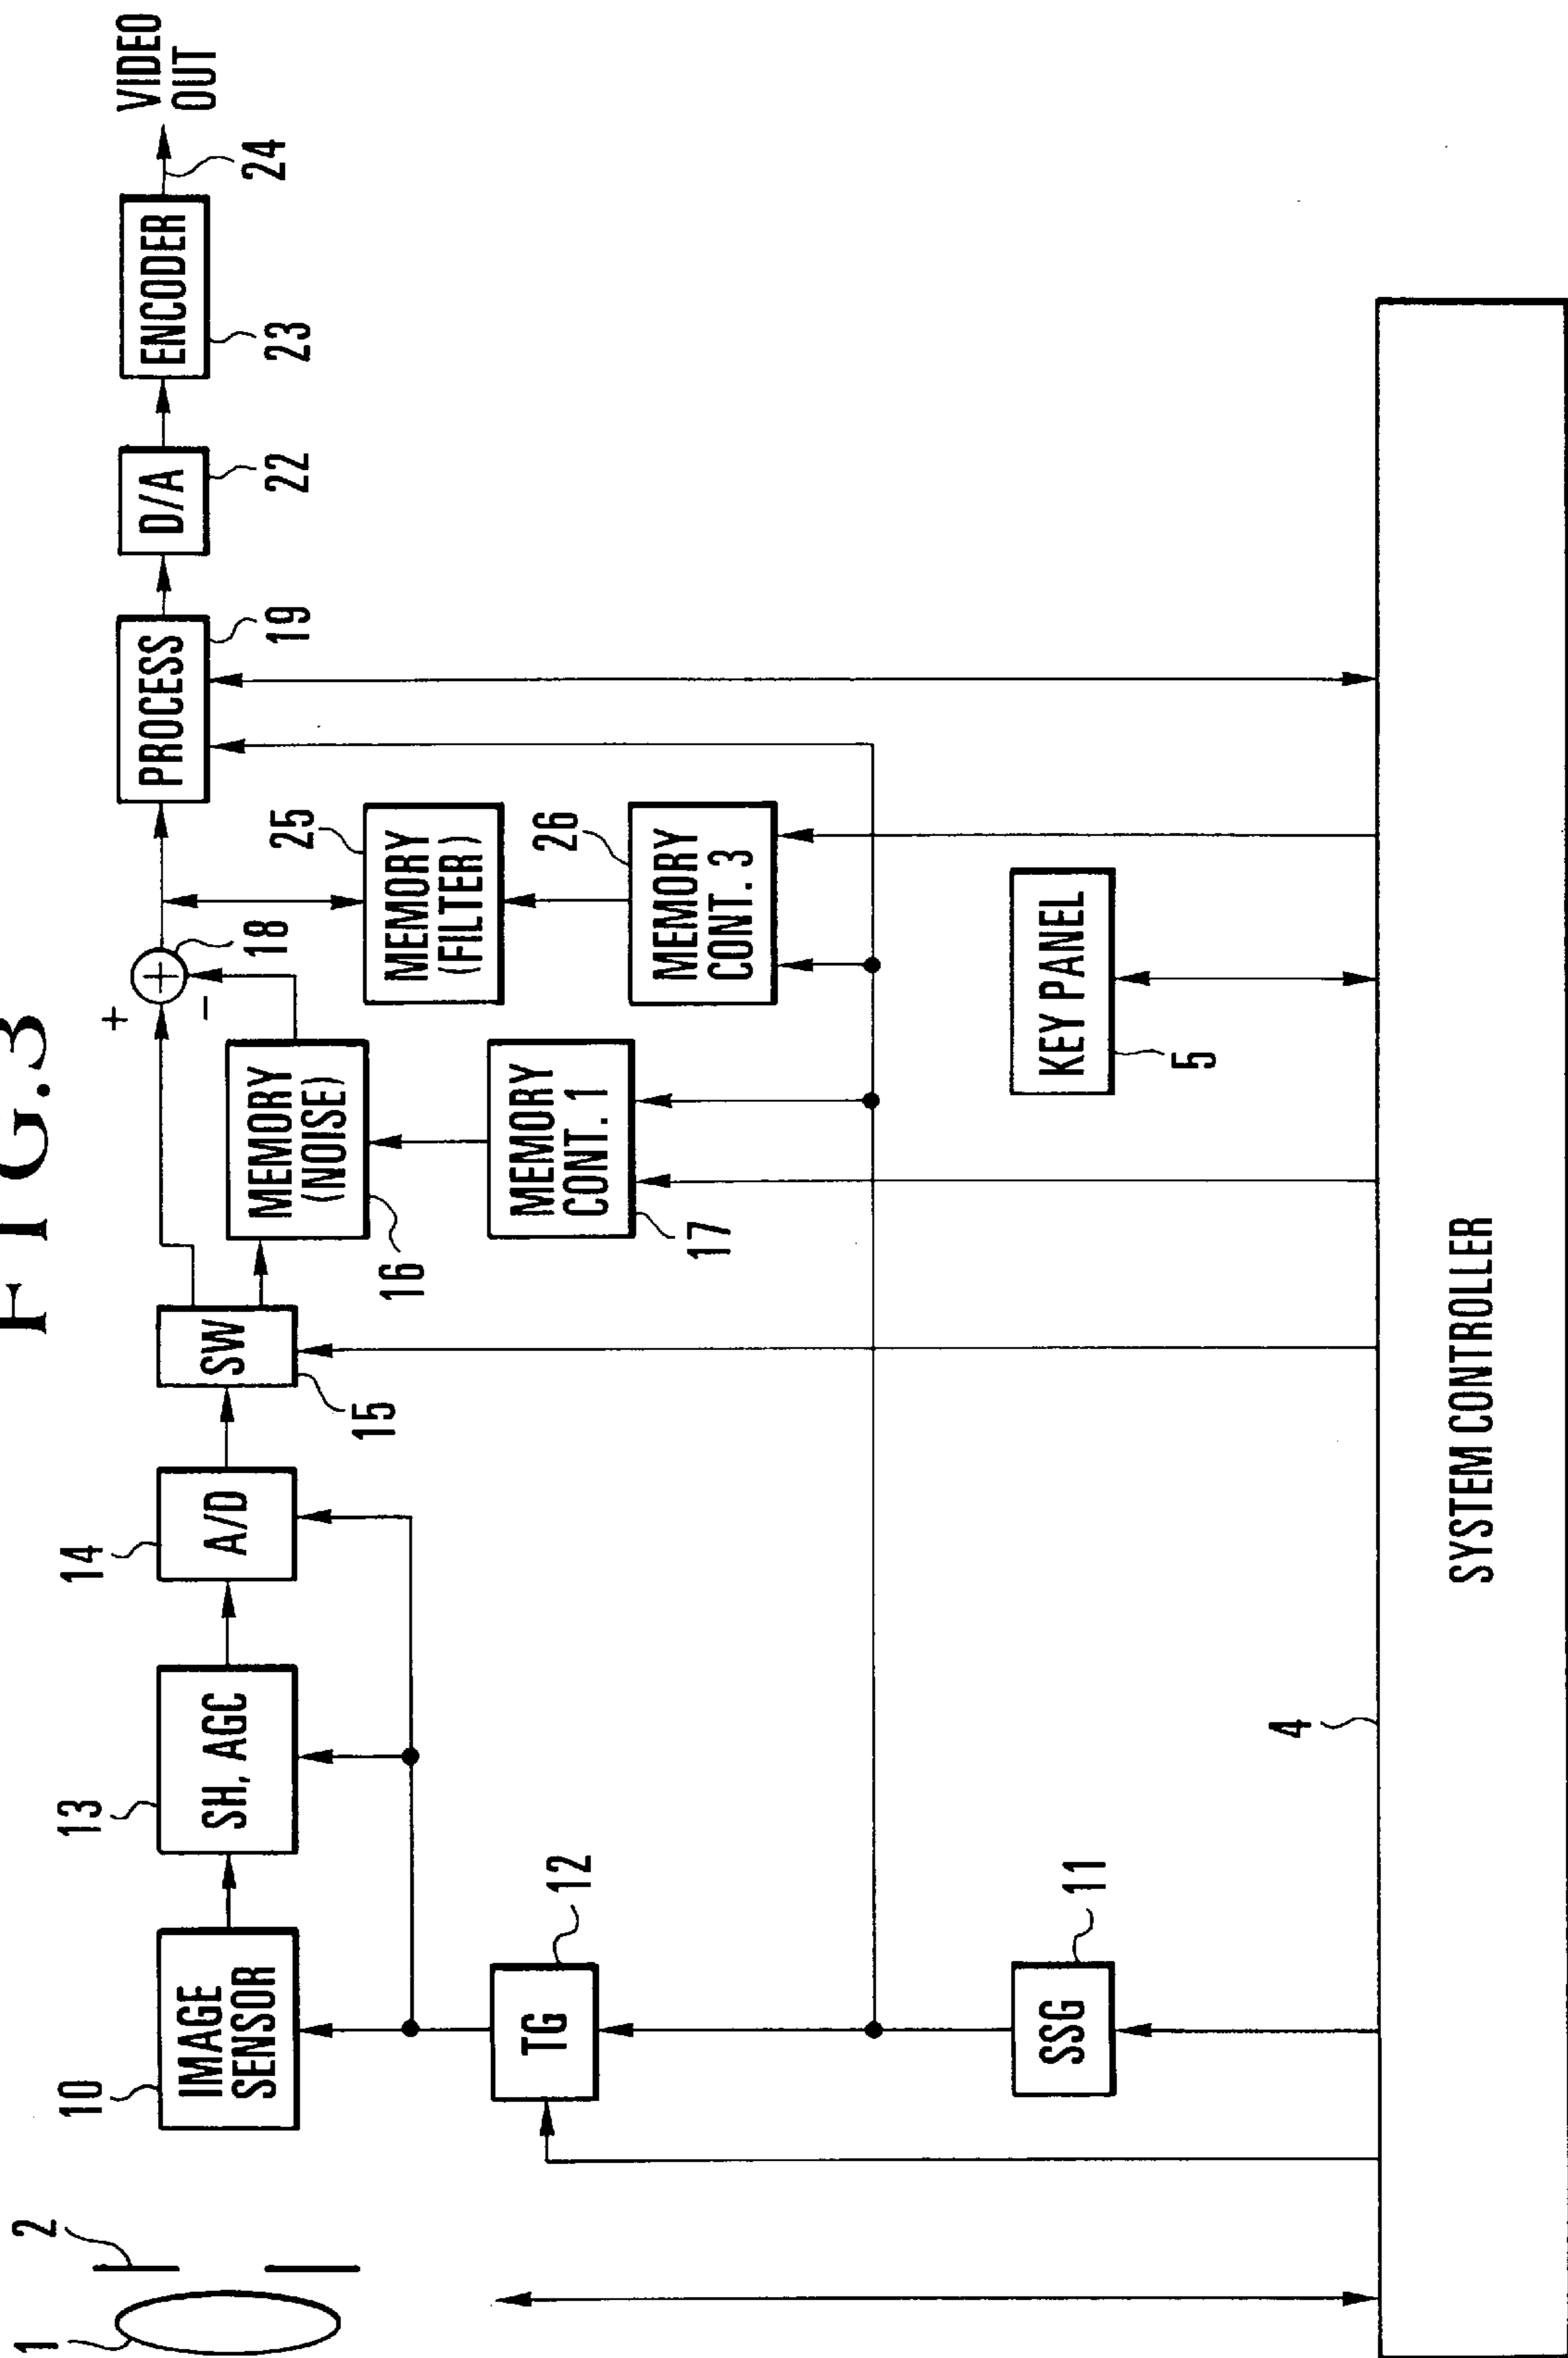 FIG.3
1
2
10
IMAGE
SENSOR
13
SH, AGC
14
A/D
15
SW
16
MEMORY
(NOISE)
17
MEMORY
CONT. 1
+
-
+
18
25
MEMORY
(FILTER)
26
MEMORY
CONT. 3
PROCESS
19
D/A
22
ENCODER
23
24
VIDEO
OUT
12
TG
11
SSG
KEY PANEL
5
4
SYSTEM CONTROLLER